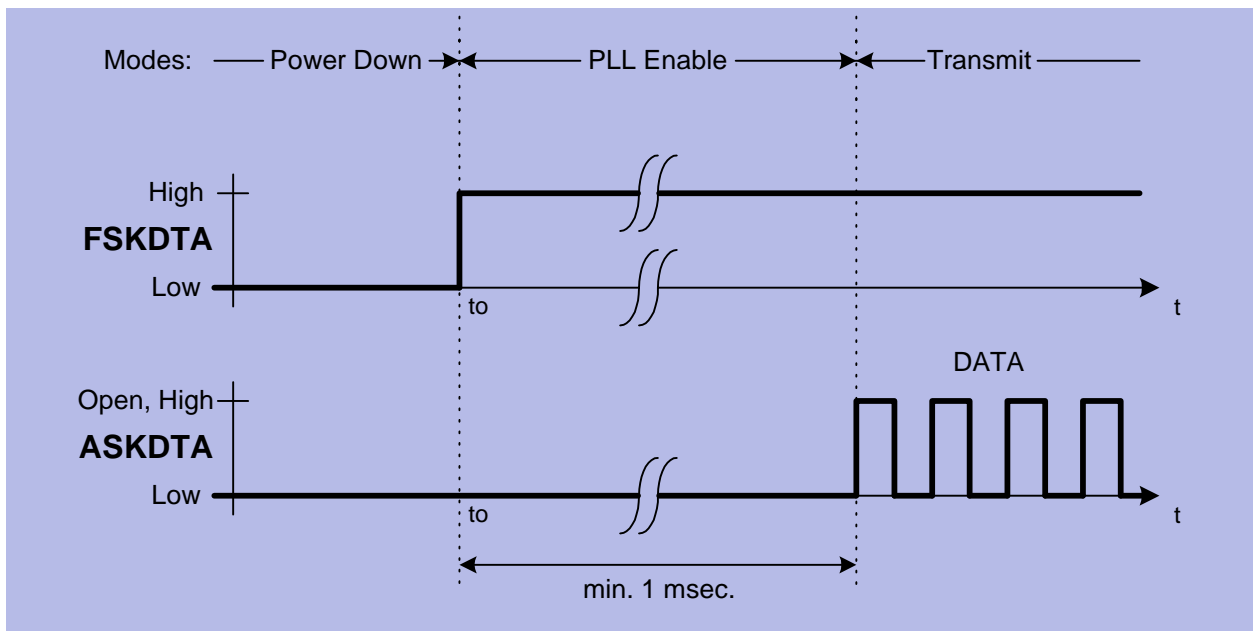 Modes: Power Down PLL Enable Transmit
High
FSKDTA
Low
to
t
DATA
Open, High
ASKDTA
Low
to
t
min. 1 msec.